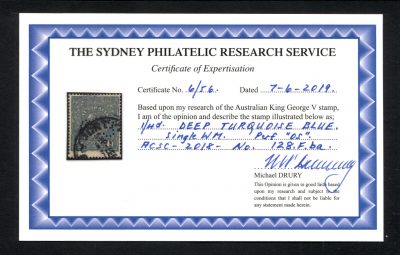 THE SYDNEY PHILATELIC RESEARCH SERVICE
Certificate of Expertisation
Certificate No. 6/56. Dated 7-6-2019.
Based upon my research of the Australian King George V stamp,
I am of the opinion and describe the stamp illustrated below as;
1/4d DEEP TURQUOISE BLUE.
Single WM. Perf "OS"
ACSC - "2018 - No. 128.F.ba.
Michael DRURY
This Opinion is given in good faith based
upon my research and subject to the
conditions that I shall not be liable for
any statement made herein.